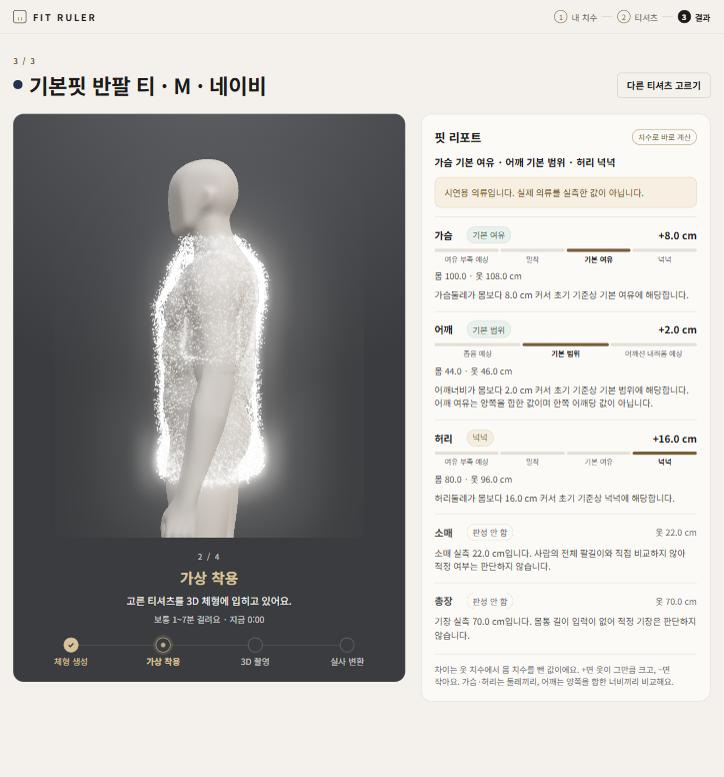 FIT RULER
1 내 치수 2 티셔츠 3 결과
3 / 3
기본핏 반팔 티 · M · 네이비
다른 티셔츠 고르기
2 / 4
가상 착용
고른 티셔츠를 3D 체형에 입히고 있어요.
보통 1~7분 걸려요 · 지금 0:00
체형 생성 가상 착용 3D 촬영 실사 변환
핏 리포트 치수로 바로 계산
가슴 기본 여유 · 어깨 기본 범위 · 허리 넉넉
시연용 의류입니다. 실제 의류를 실측한 값이 아닙니다.
가슴 기본 여유 +8.0 cm
여유 부족 예상 밀착 기본 여유 넉넉
몸 100.0 · 옷 108.0 cm
가슴둘레가 몸보다 8.0 cm 커서 초기 기준상 기본 여유에 해당합니다.
어깨 기본 범위 +2.0 cm
좁음 예상 기본 범위 어깨선 내려옴 예상
몸 44.0 · 옷 46.0 cm
어깨너비가 몸보다 2.0 cm 커서 초기 기준상 기본 범위에 해당합니다.
어깨 여유는 양쪽을 합한 값이며 한쪽 어깨당 값이 아닙니다.
허리 넉넉 +16.0 cm
여유 부족 예상 밀착 기본 여유 넉넉
몸 80.0 · 옷 96.0 cm
허리둘레가 몸보다 16.0 cm 커서 초기 기준상 넉넉에 해당합니다.
소매 판정 안 함 옷 22.0 cm
소매 실측 22.0 cm입니다. 사람의 전체 팔길이와 직접 비교하지 않아
적정 여부는 판단하지 않습니다.
총장 판정 안 함 옷 70.0 cm
기장 실측 70.0 cm입니다. 몸통 길이 입력이 없어 적정 기장은 판단하지
않습니다.
차이는 옷 치수에서 몸 치수를 뺀 값이에요. +면 옷이 그만큼 크고, −면
작아요. 가슴·허리는 둘레끼리, 어깨는 양쪽을 합한 너비끼리 비교해요.